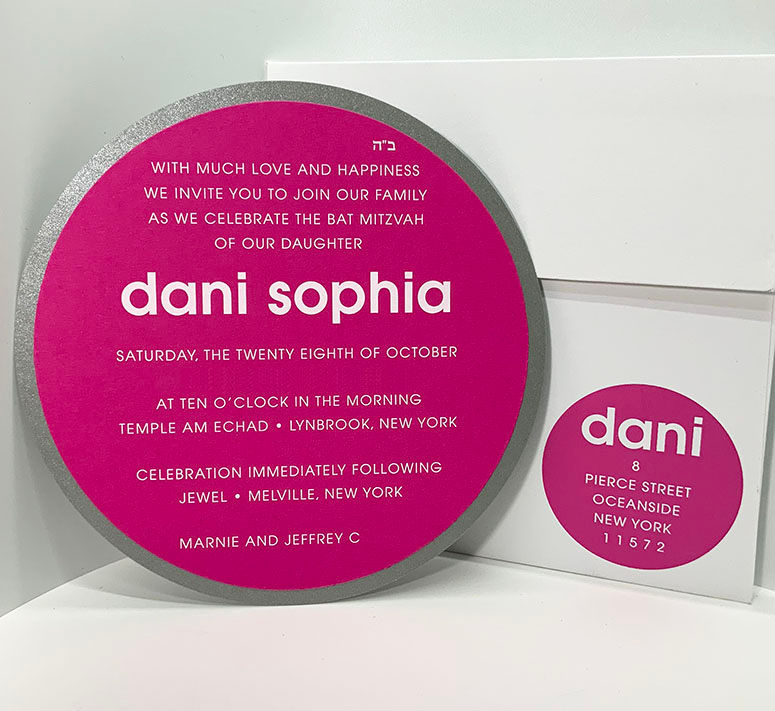 ב"ה
WITH MUCH LOVE AND HAPPINESS
WE INVITE YOU TO JOIN OUR FAMILY
AS WE CELEBRATE THE BAT MITZVAH
OF OUR DAUGHTER
dani sophia
SATURDAY, THE TWENTY EIGHTH OF OCTOBER
AT TEN O'CLOCK IN THE MORNING
TEMPLE AM ECHAD • LYNBROOK, NEW YORK
CELEBRATION IMMEDIATELY FOLLOWING
JEWEL • MELVILLE, NEW YORK
MARNIE AND JEFFREY C
dani
8
PIERCE STREET
OCEANSIDE
NEW YORK
11572